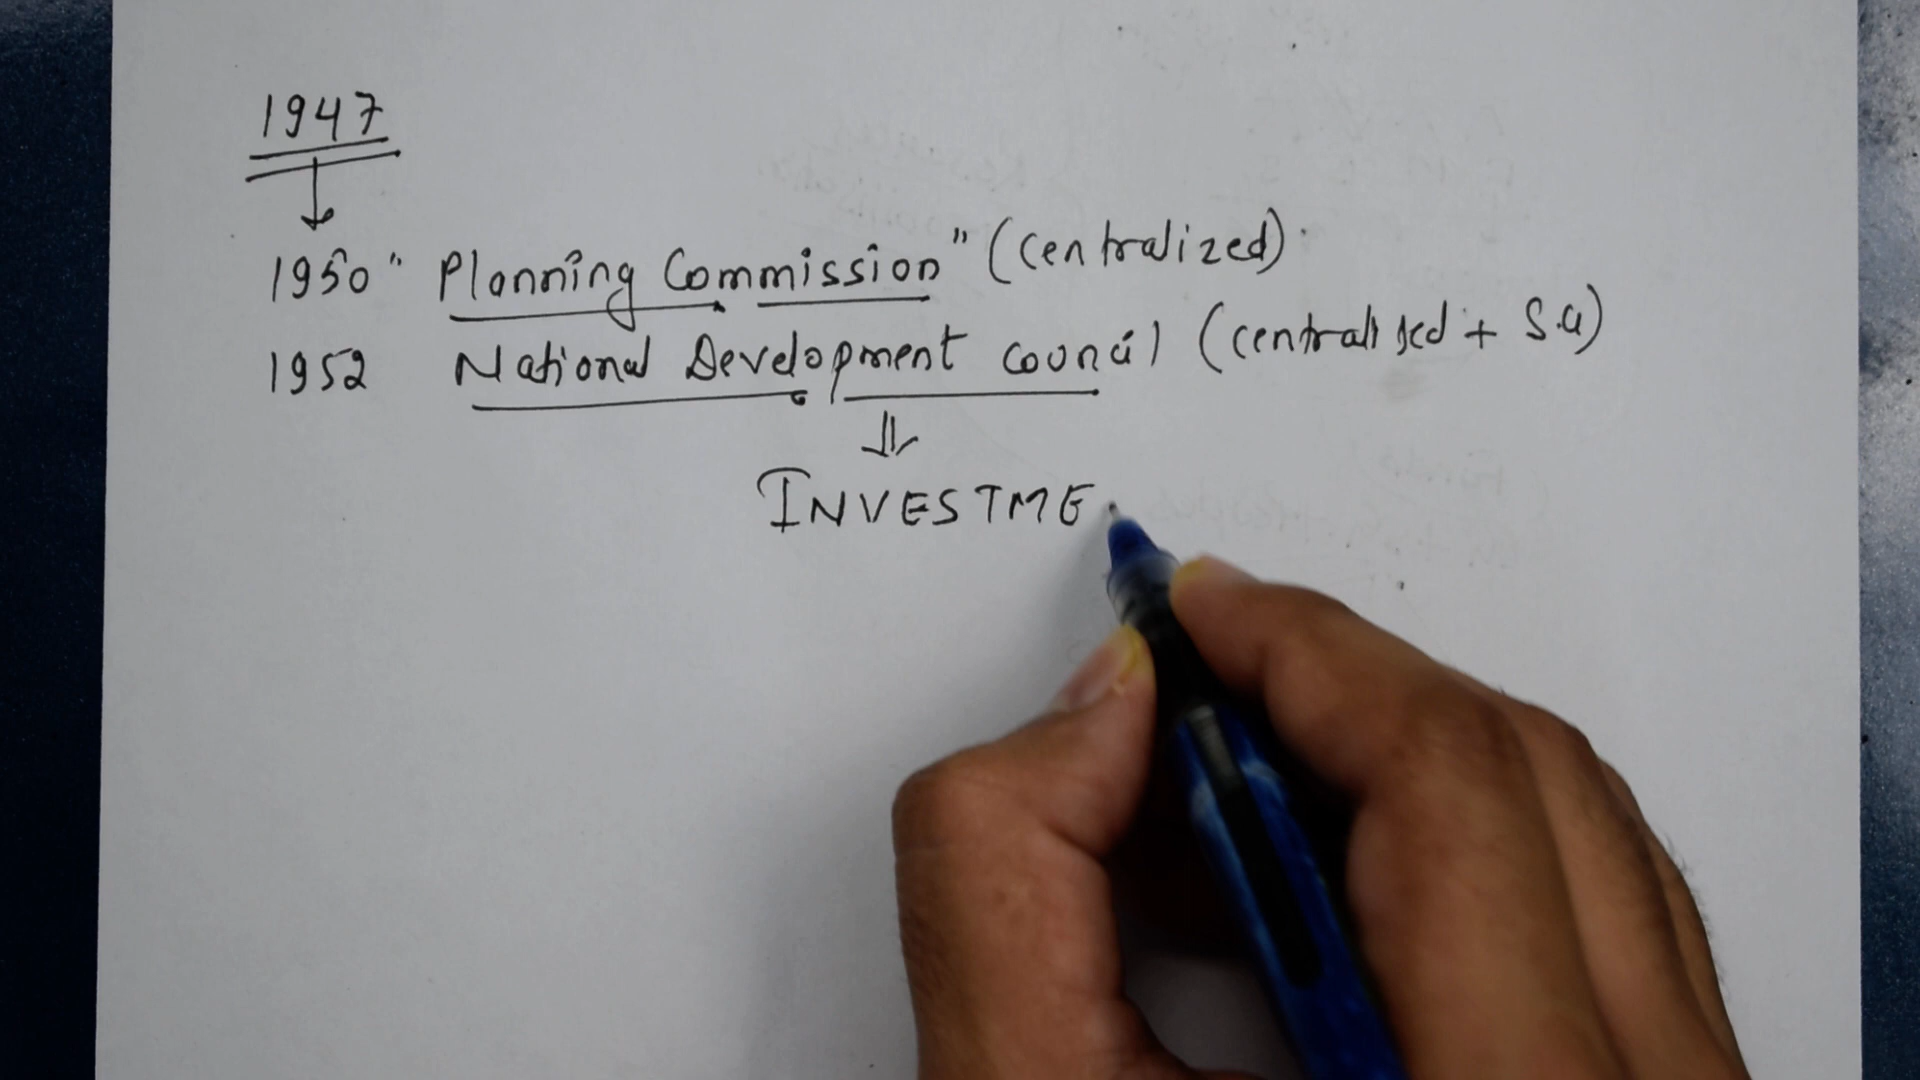 1947
1950 "Planning Commission" (Centralized)
1952 National Development Council (Centralised + S.G)
INVESTME